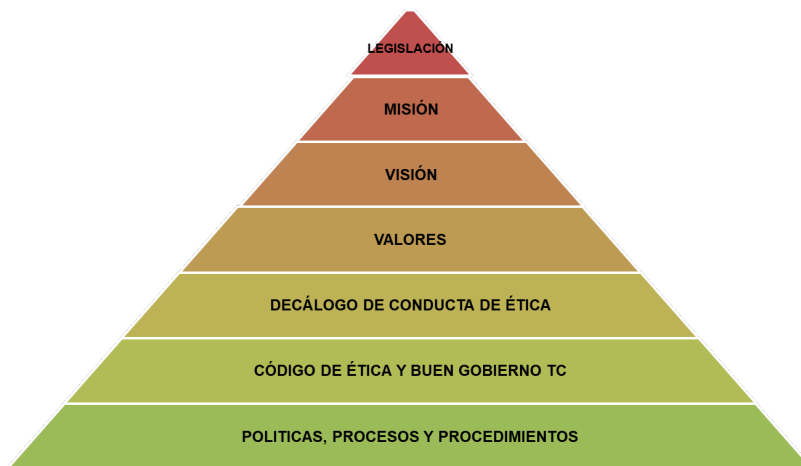 LEGISLACIÓN
MISIÓN
VISIÓN
VALORES
DECÁLOGO DE CONDUCTA DE ÉTICA
CÓDIGO DE ÉTICA Y BUEN GOBIERNO TC
POLITICAS, PROCESOS Y PROCEDIMIENTOS